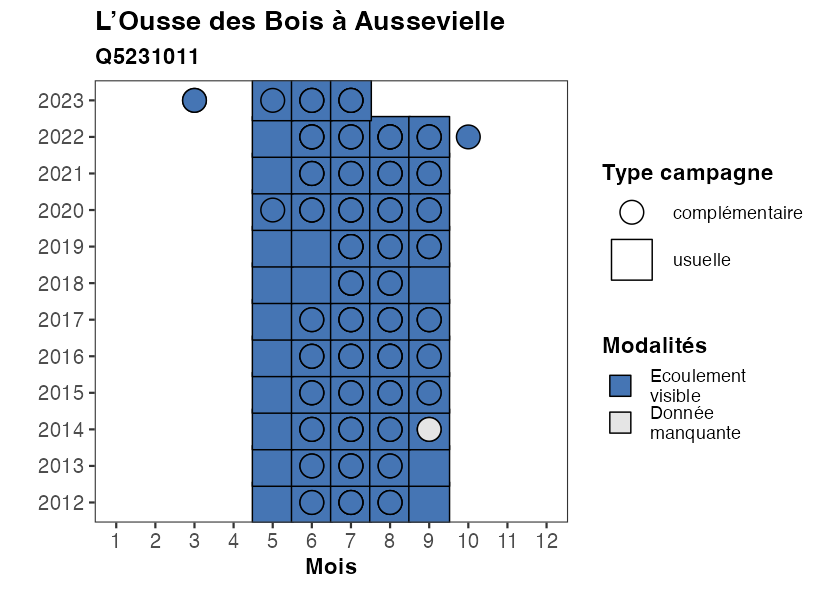 L’Ousse des Bois à Aussevielle
Q5231011
2023
2022
2021
2020
2019
2018
2017
2016
2015
2014
2013
2012
1 2 3 4 5 6 7 8 9 10 11 12
Mois
Type campagne
complémentaire
usuelle
Modalités
Ecoulement
visible
Donnée
manquante